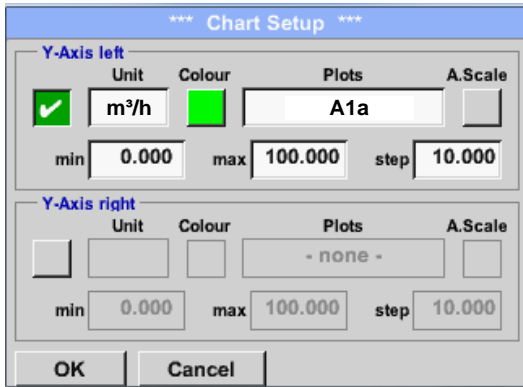 *** Chart Setup ***
Y-Axis left
Unit Colour Plots A.Scale
✔ m³/h A1a
min 0.000 max 100.000 step 10.000
Y-Axis right
Unit Colour Plots A.Scale
- none -
min 0.000 max 100.000 step 10.000
OK Cancel